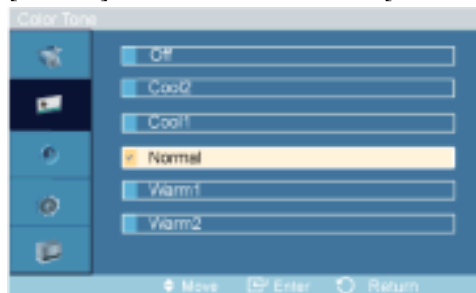 Color Tone
Off
Cool2
Cool1
Normal
Warm1
Warm2
Move Enter Return